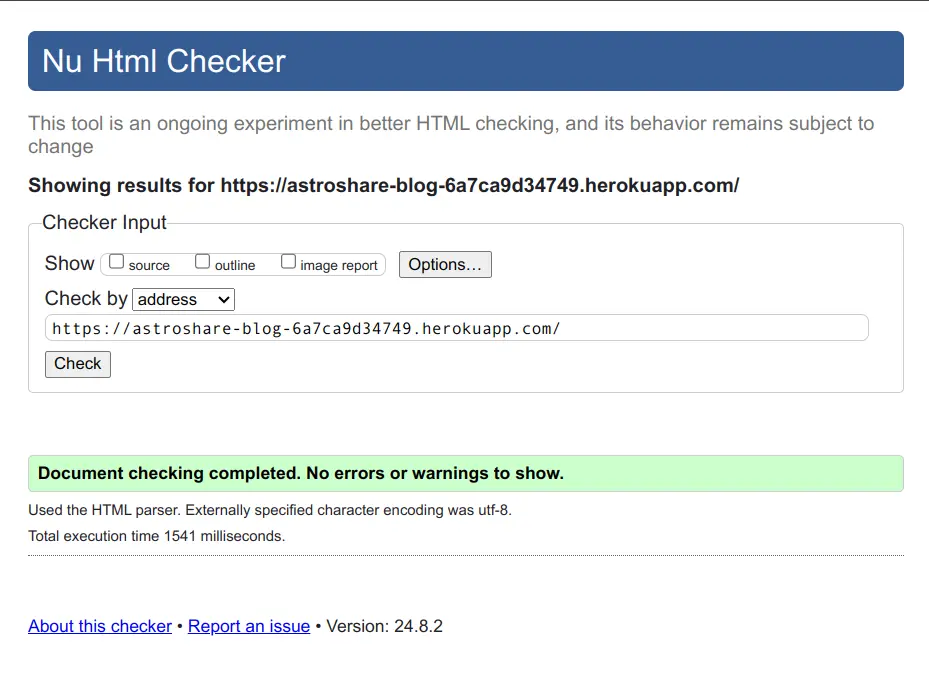 Nu Html Checker
This tool is an ongoing experiment in better HTML checking, and its behavior remains subject to
change
Showing results for https://astroshare-blog-6a7ca9d34749.herokuapp.com/
Checker Input
Show source outline image report Options…
Check by address
https://astroshare-blog-6a7ca9d34749.herokuapp.com/
Check
Document checking completed. No errors or warnings to show.
Used the HTML parser. Externally specified character encoding was utf-8.
Total execution time 1541 milliseconds.
About this checker • Report an issue • Version: 24.8.2